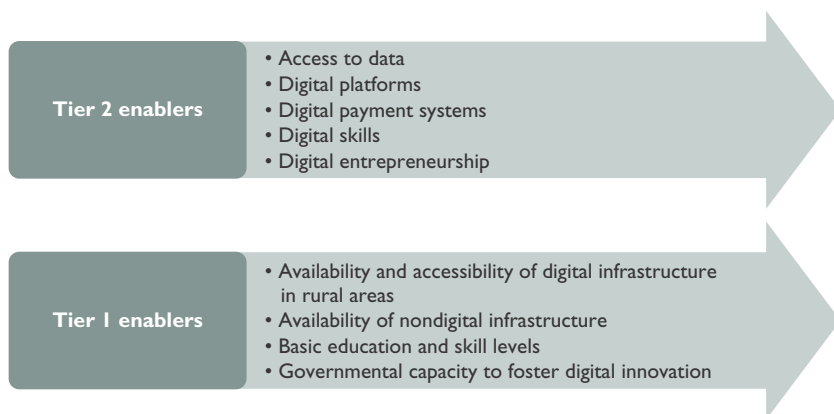 Tier 2 enablers
• Access to data
• Digital platforms
• Digital payment systems
• Digital skills
• Digital entrepreneurship
Tier 1 enablers
• Availability and accessibility of digital infrastructure
in rural areas
• Availability of nondigital infrastructure
• Basic education and skill levels
• Governmental capacity to foster digital innovation